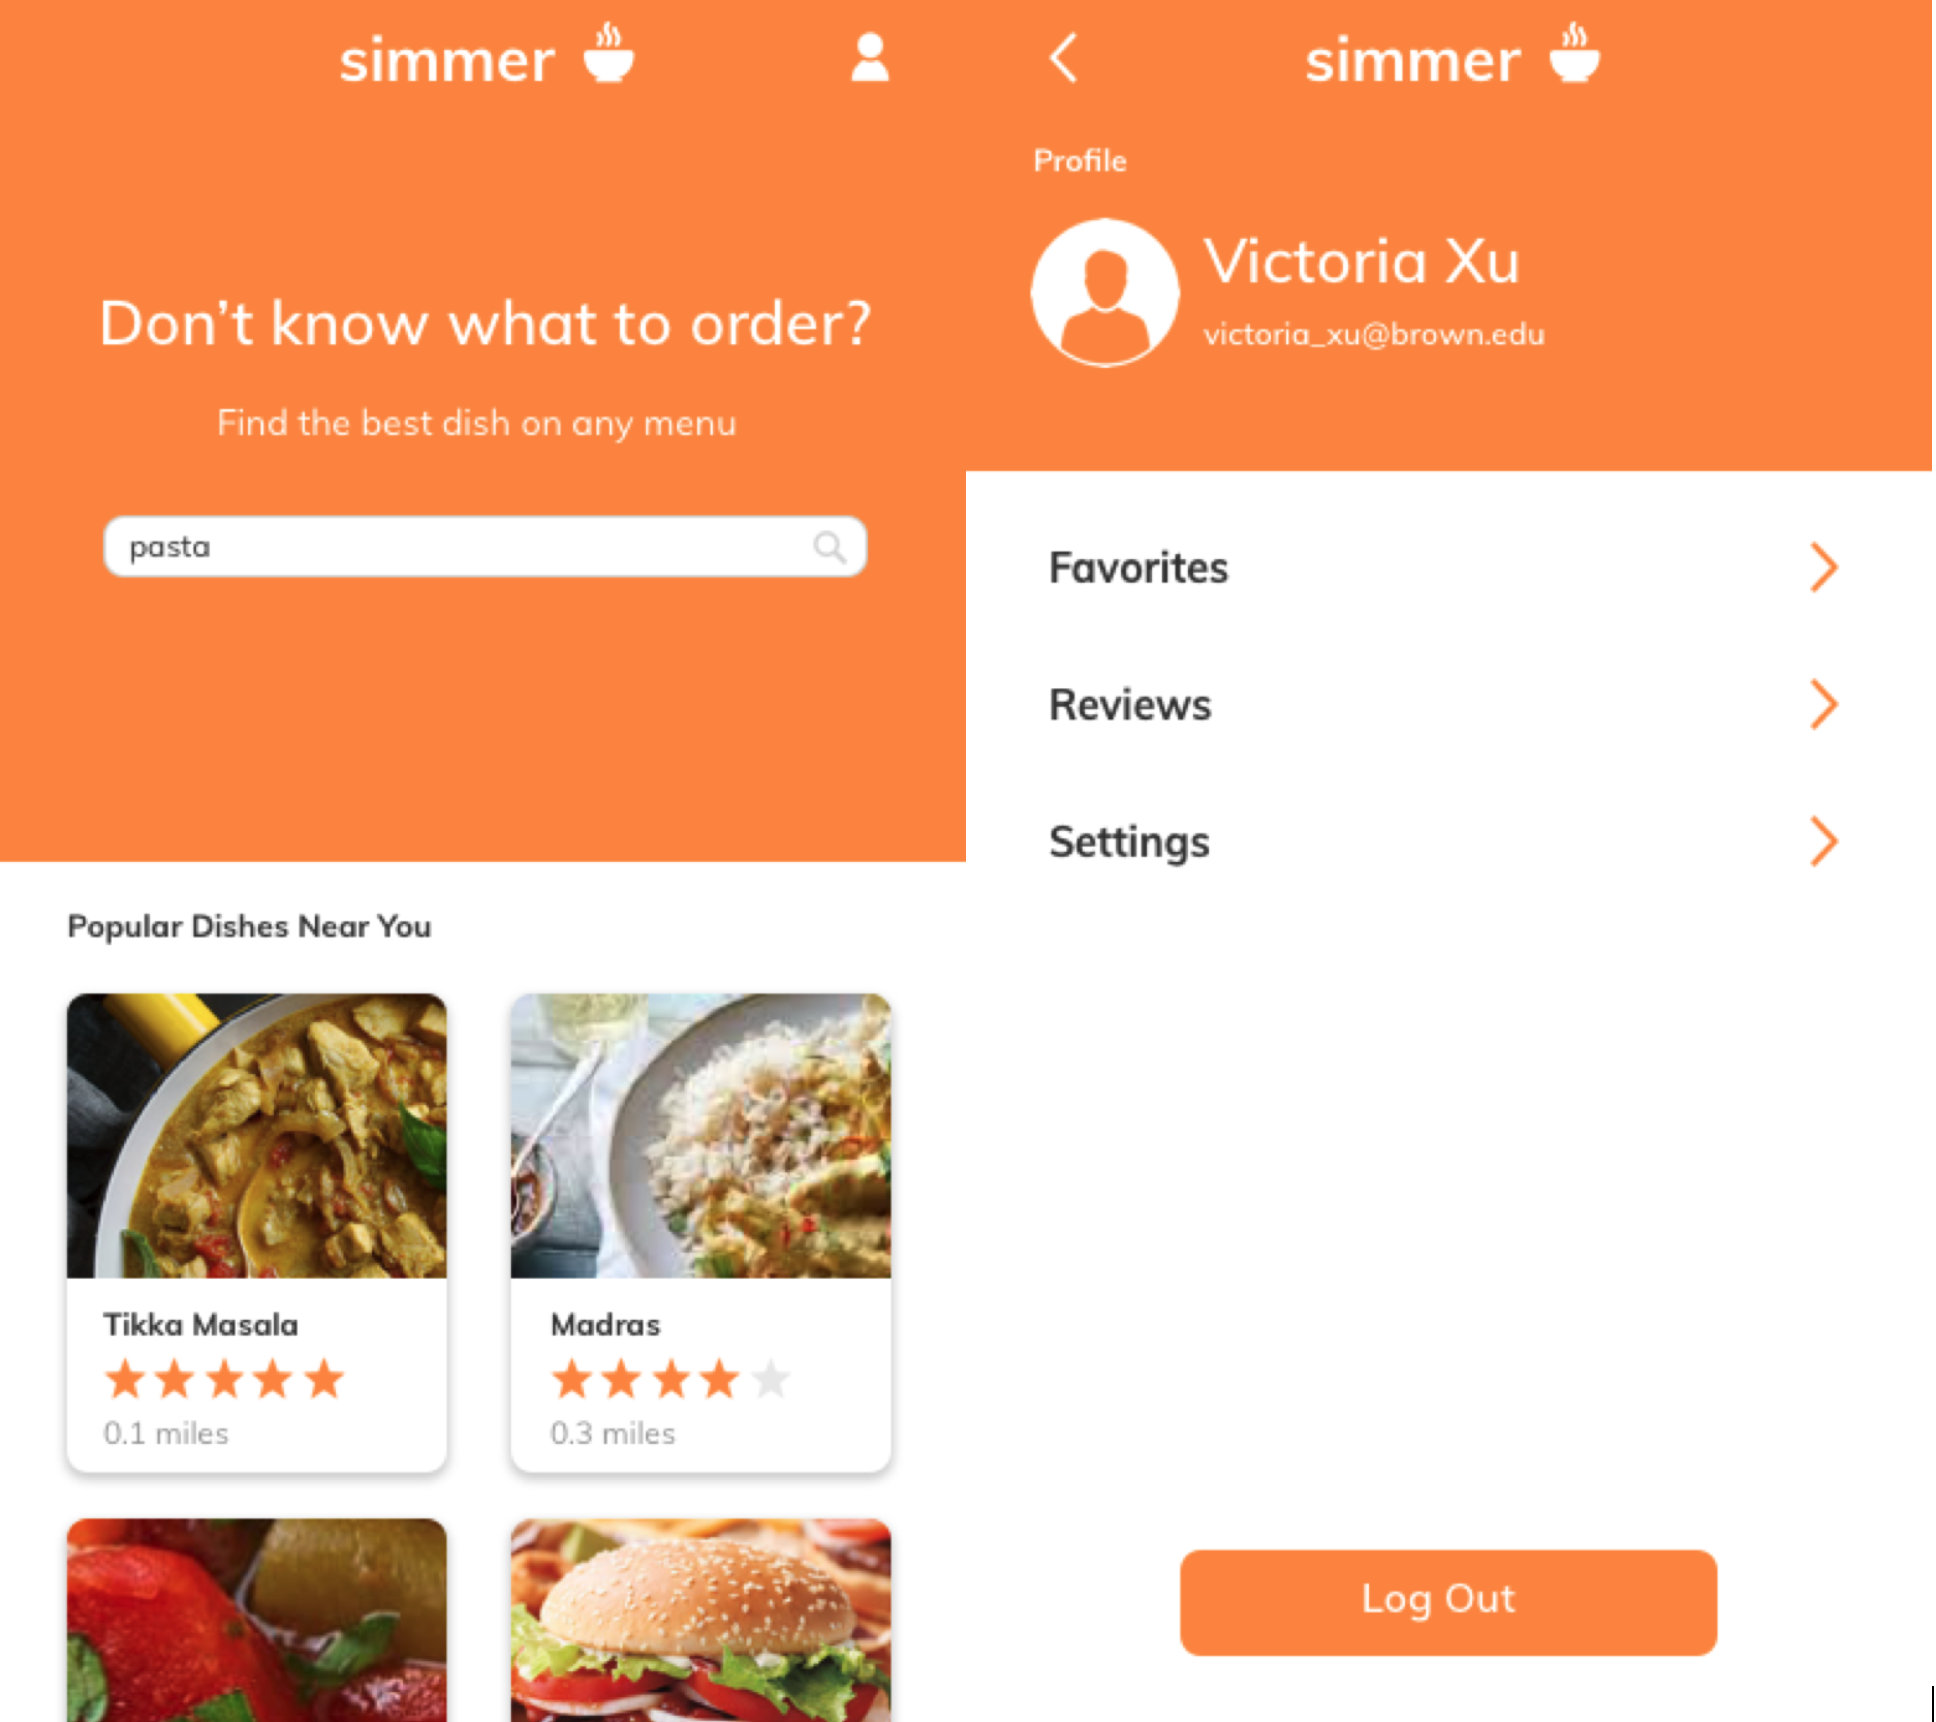 simmer
Don't know what to order?
Find the best dish on any menu
pasta
Popular Dishes Near You
Tikka Masala
0.1 miles
Madras
0.3 miles
simmer
Profile
Victoria Xu
victoria_xu@brown.edu
Favorites
Reviews
Settings
Log Out